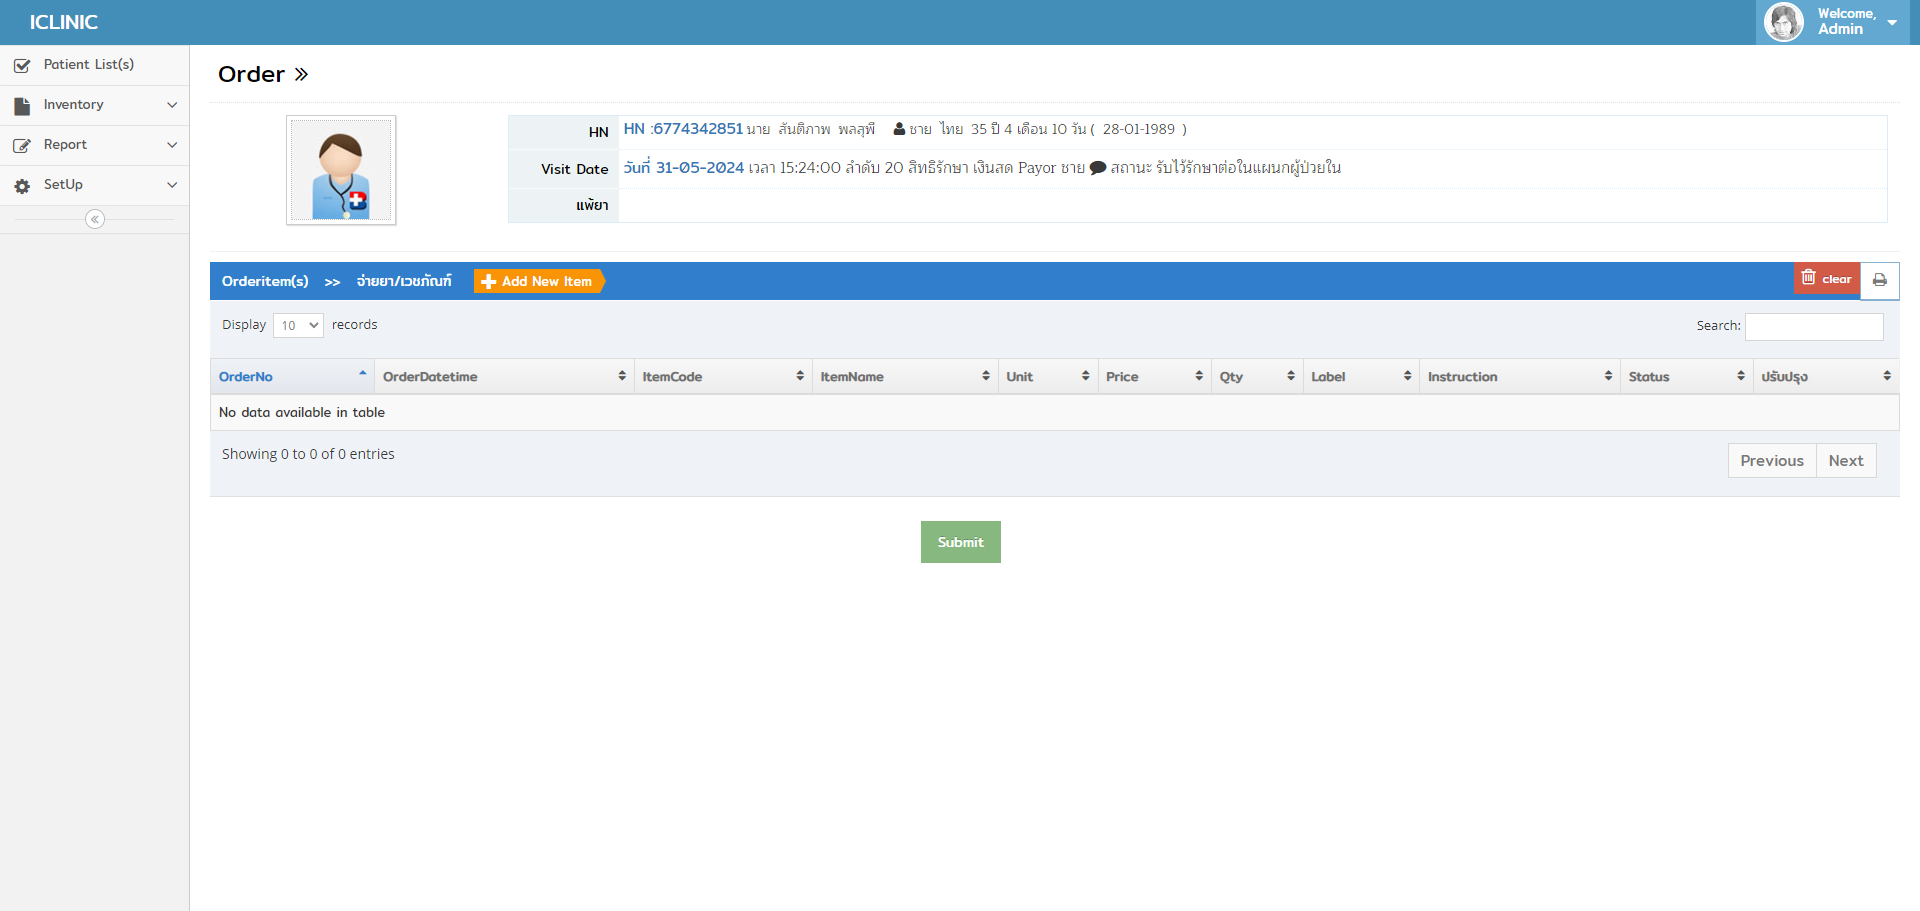 ICLINIC
Welcome,
Admin
Patient List(s)
Inventory
Report
SetUp
Order »
HN HN :6774342851 นาย สันติภาพ พลสุพี ชาย ไทย 35 ปี 4 เดือน 10 วัน ( 28-01-1989 )
Visit Date วันที่ 31-05-2024 เวลา 15:24:00 ลำดับ 20 สิทธิรักษา เงินสด Payor ชาย สถานะ รับไว้รักษาต่อในแผนกผู้ป่วยใน
แพ้ยา
Orderitem(s) >> จ่ายยา/เวชภัณฑ์ Add New Item clear
Display 10 records Search:
OrderNo OrderDatetime ItemCode ItemName Unit Price Qty Label Instruction Status ปรับปรุง
No data available in table
Showing 0 to 0 of 0 entries Previous Next
Submit